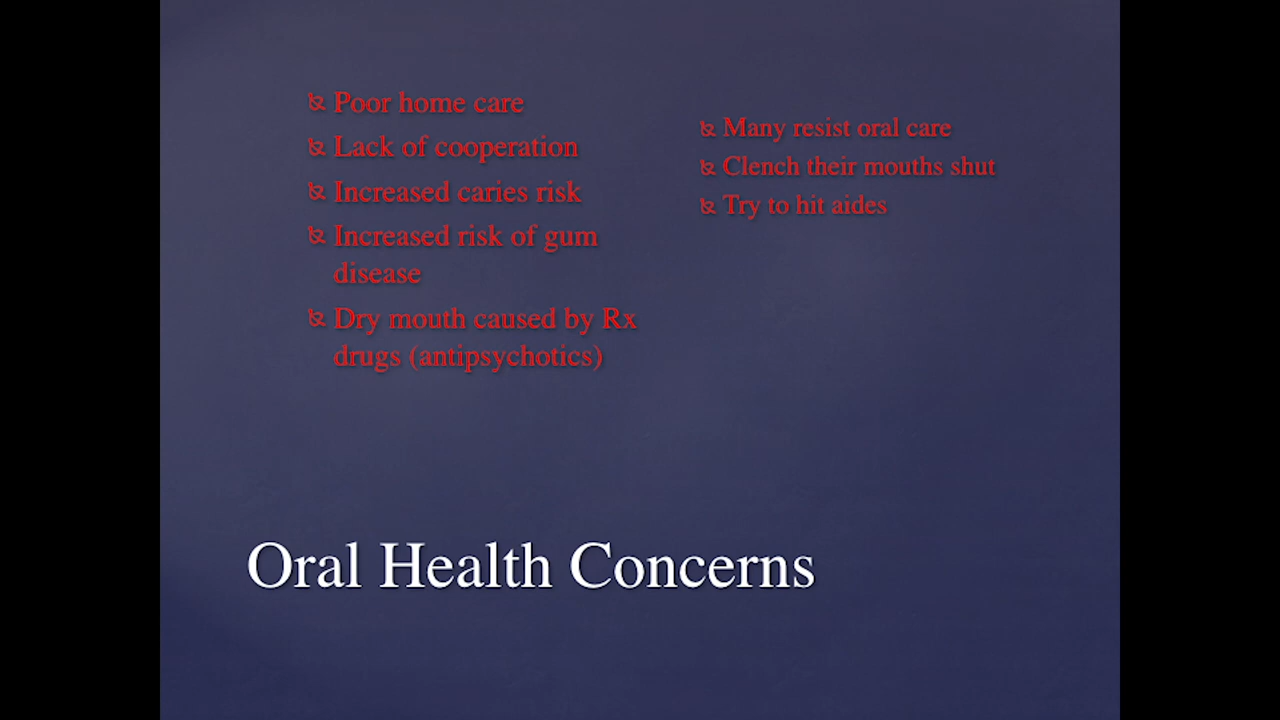 Poor home care
Lack of cooperation
Increased caries risk
Increased risk of gum
disease
Dry mouth caused by Rx
drugs (antipsychotics)
Many resist oral care
Clench their mouths shut
Try to hit aides
Oral Health Concerns